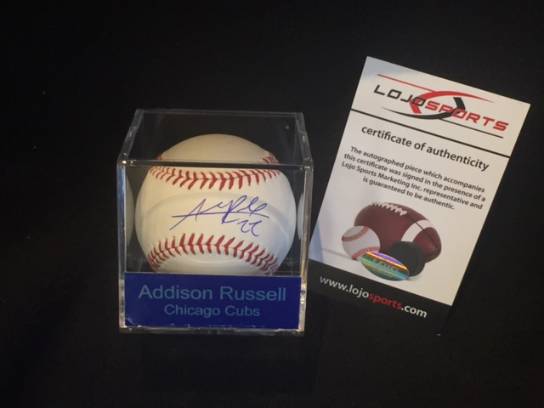 LOJOSPORTS
certificate of authenticity
The autographed piece which accompanies
this certificate was signed in the presence of a
Lojo Sports Marketing Inc. representative and
is guaranteed to be authentic.
www.lojosports.com
Addison Russell
Chicago Cubs